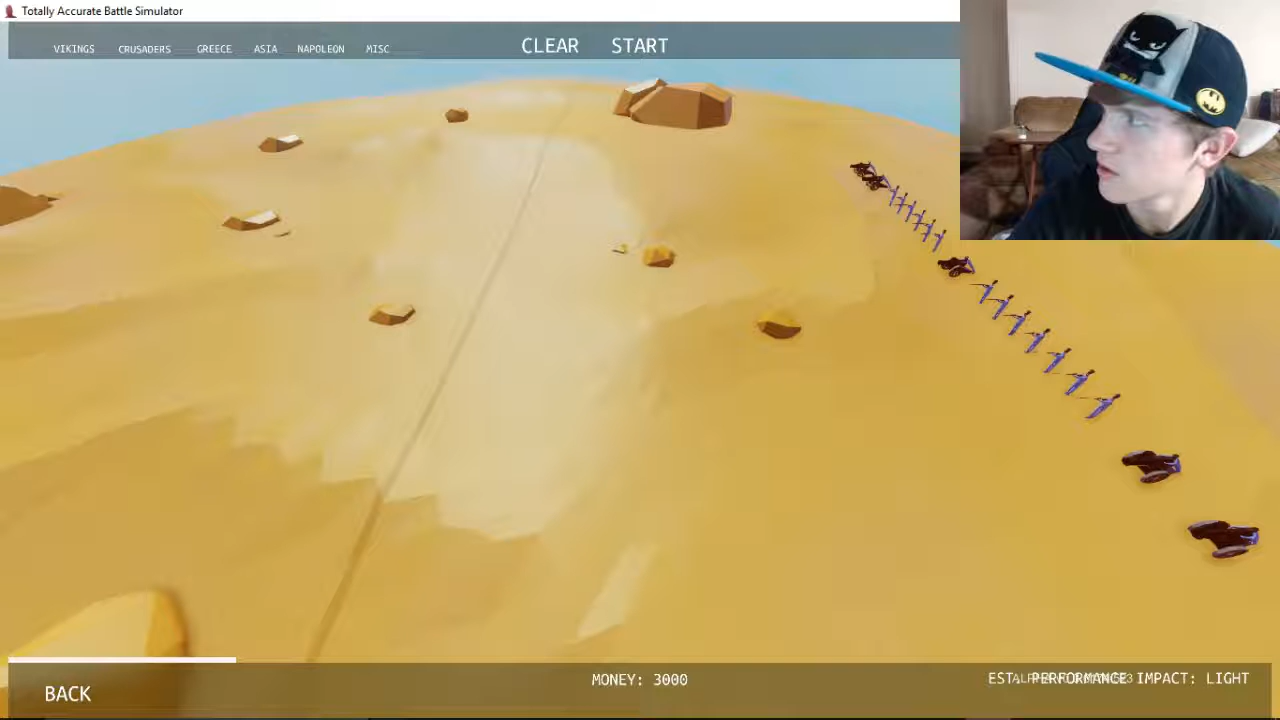 Totally Accurate Battle Simulator
VIKINGS CRUSADERS GREECE ASIA NAPOLEON MISC CLEAR START
BACK MONEY: 3000 EST. PERFORMANCE IMPACT: LIGHT